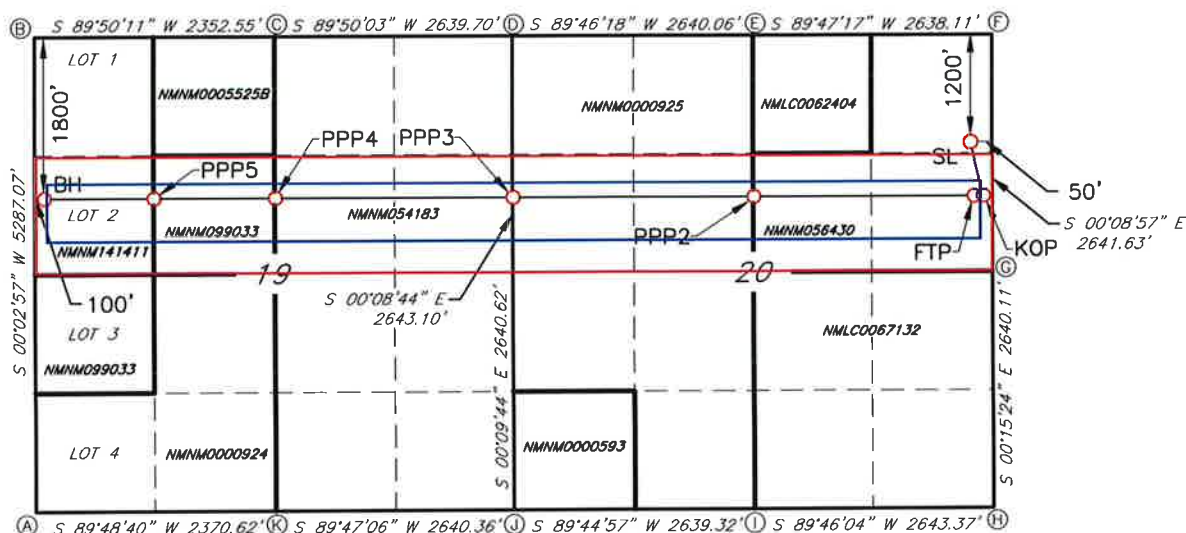 B S 89°50'11" W 2352.55' C S 89°50'03" W 2639.70' D S 89°46'18" W 2640.06' E S 89°47'17" W 2638.11' F
LOT 1
1800'
NMNM0005525B
NMNM0000925
NMLC0062404
1200'
PPP4
PPP3
SL
PPP5
BH
50'
LOT 2
NMNM054183
S 00°08'57" E
2641.63'
NMNM099033
PPP2
NMNM056430
FTP
KOP
NMNM141411
G
19
20
S 00°02'57" W 5287.07'
100'
S 00°08'44" E
2643.10'
LOT 3
NMNM099033
NMLC0067132
S 00°09'44" E 2640.62'
S 00°15'24" E 2640.11'
LOT 4
NMNM0000924
NMNM0000593
A S 89°48'40" W 2370.62' K S 89°47'06" W 2640.36' J S 89°44'57" W 2639.32' I S 89°46'04" W 2643.37' H